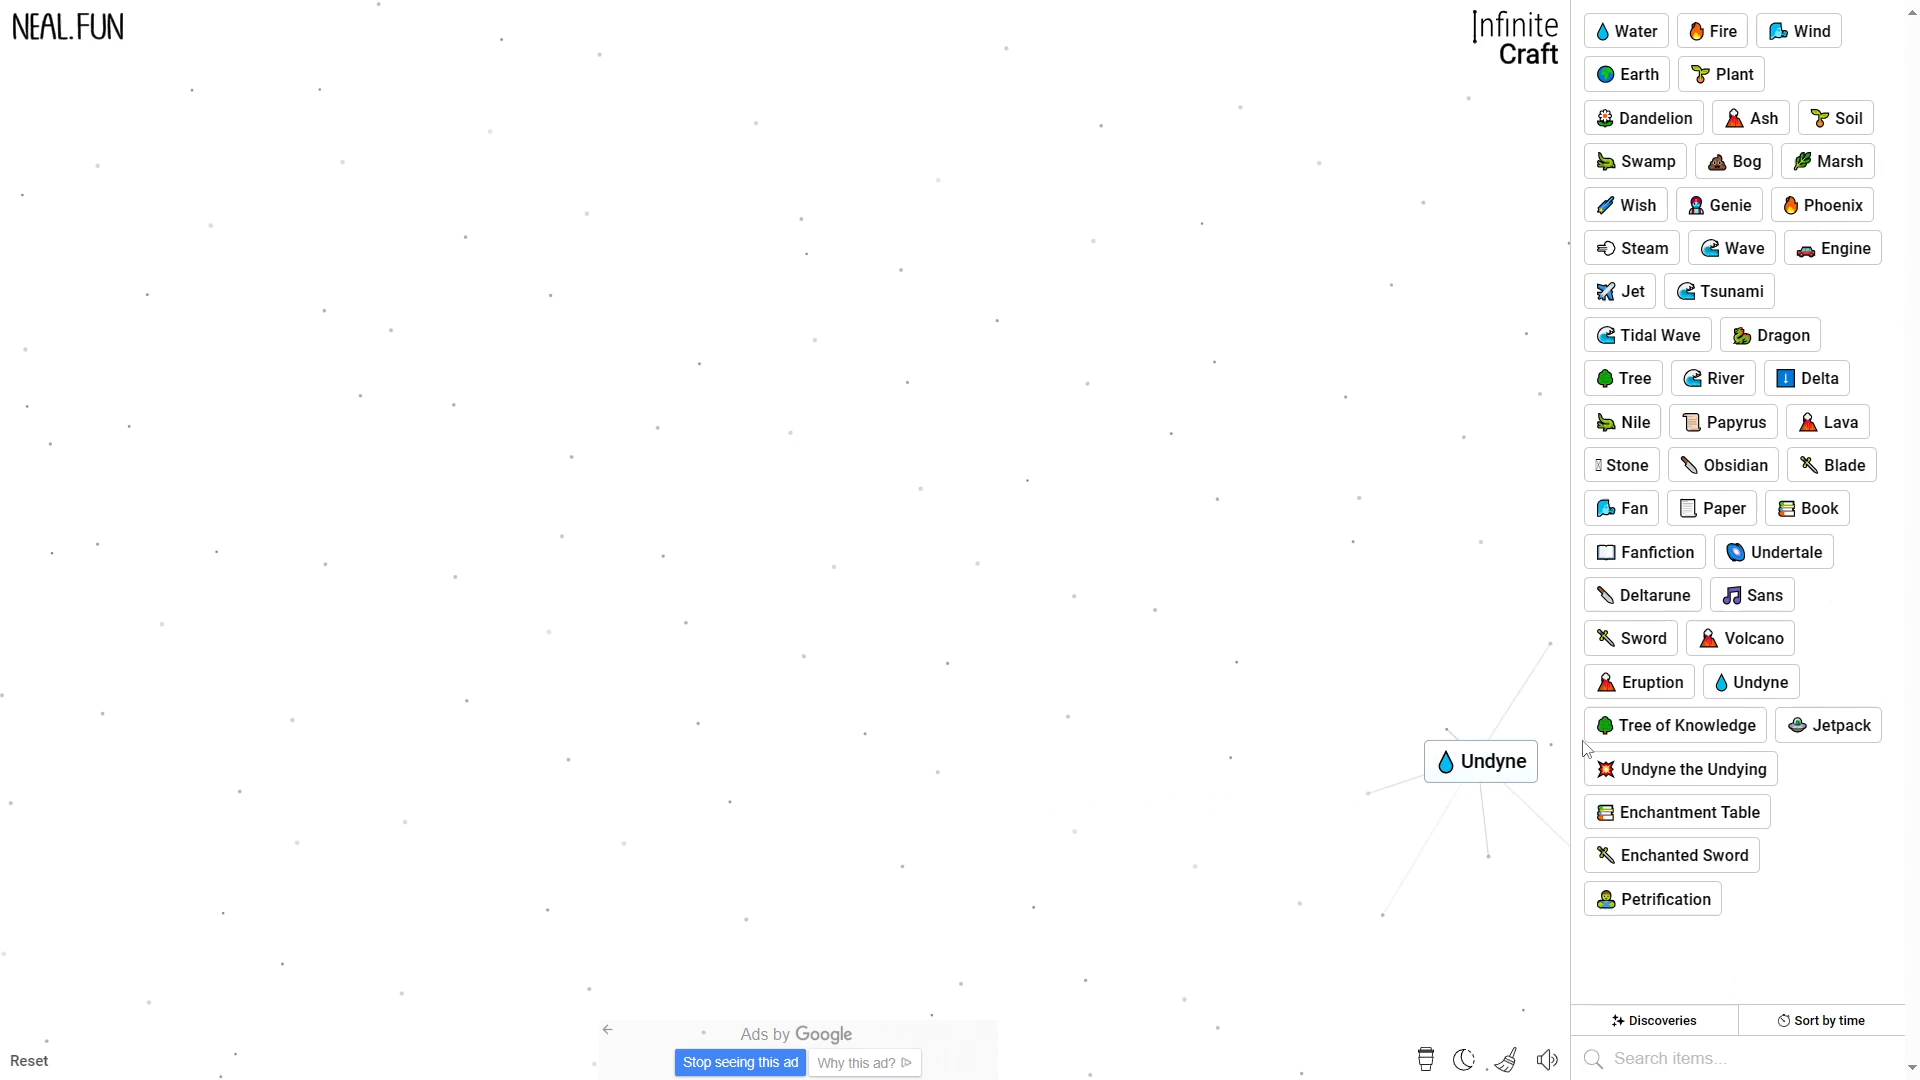 NEAL.FUN
Infinite
Craft
Water Fire Wind
Earth Plant
Dandelion Ash Soil
Swamp Bog Marsh
Wish Genie Phoenix
Steam Wave Engine
Jet Tsunami
Tidal Wave Dragon
Tree River Delta
Nile Papyrus Lava
Stone Obsidian Blade
Fan Paper Book
Fanfiction Undertale
Deltarune Sans
Sword Volcano
Eruption Undyne
Tree of Knowledge Jetpack
Undyne
Undyne the Undying
Enchantment Table
Enchanted Sword
Petrification
Discoveries Sort by time
Search items...
Ads by Google
Stop seeing this ad Why this ad?
Reset